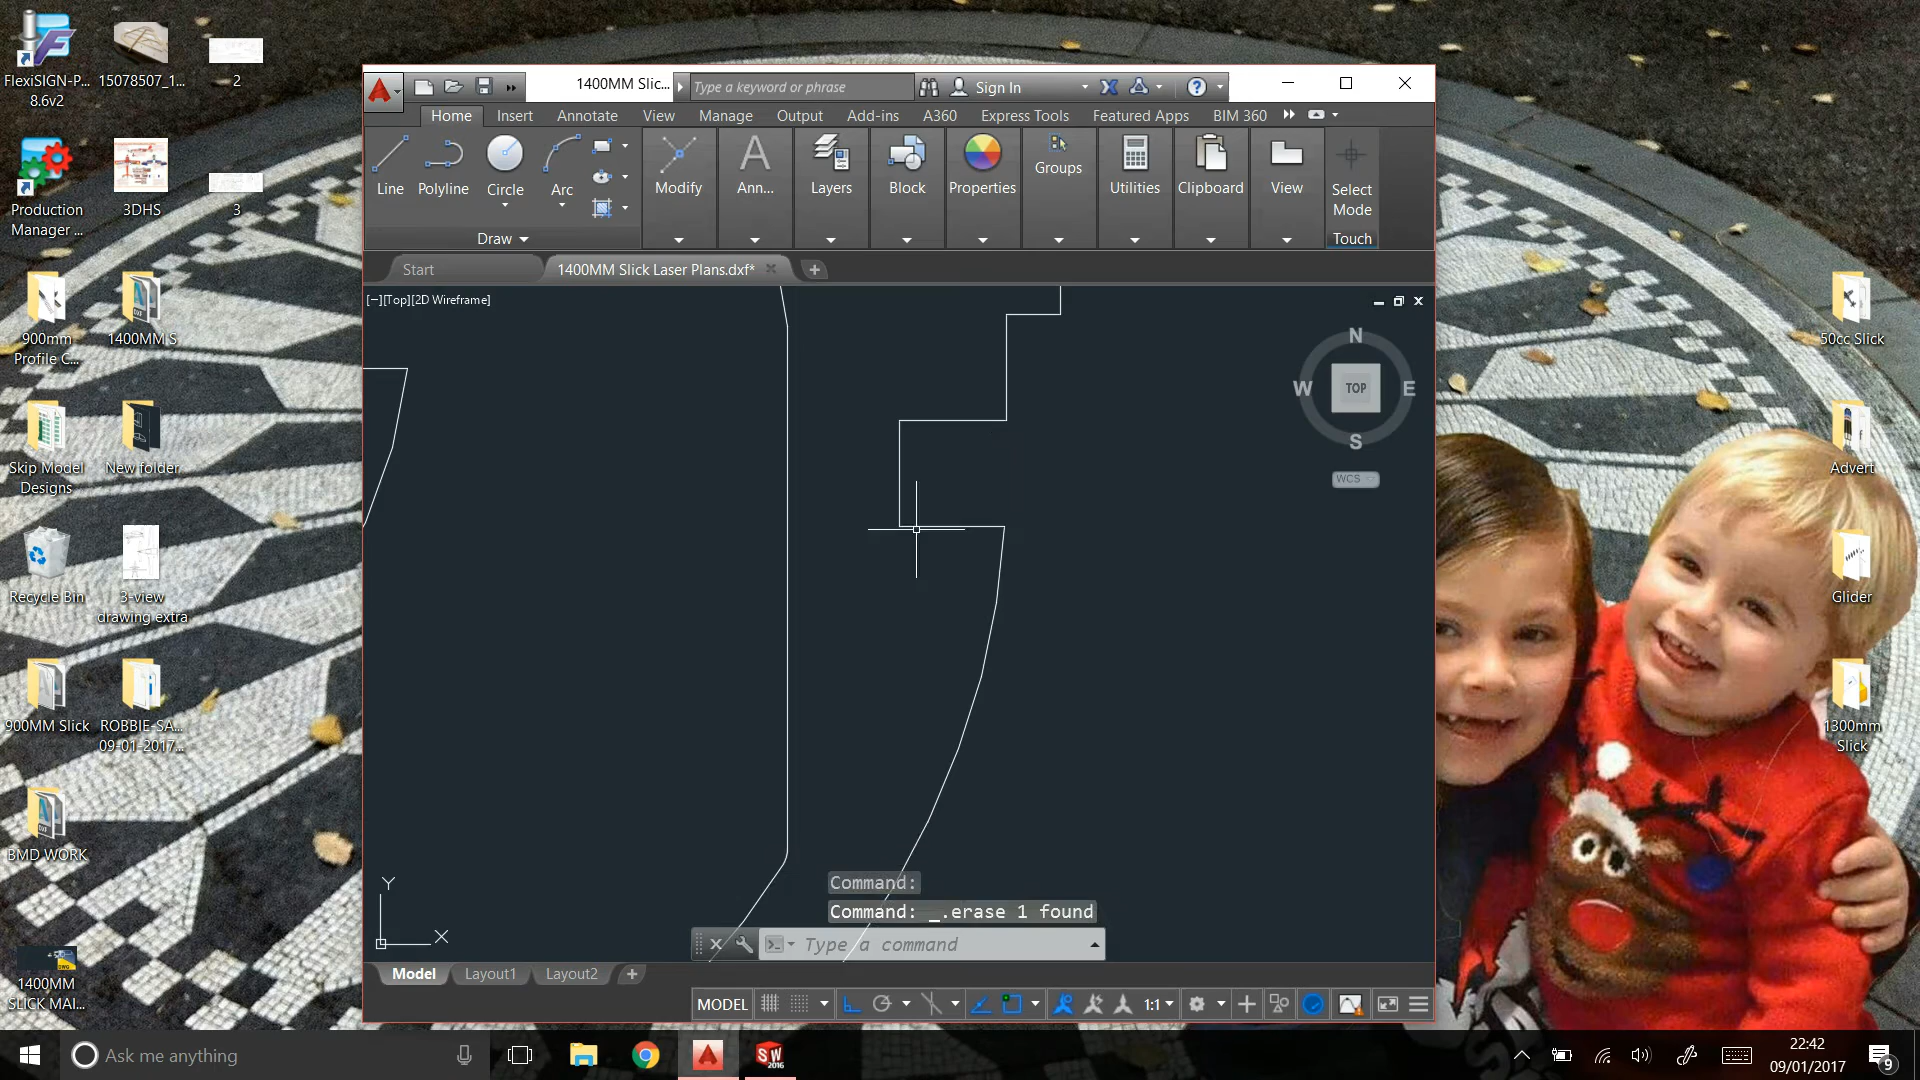 FlexiSIGN-P...
8.6v2
15078507_1...
2
Production
Manager ...
3DHS
3
900mm
Profile C...
1400MM S
Skip Model
Designs
New folder
Recycle Bin
3-view
drawing extra
900MM Slick
ROBBIE-SA...
09-01-2017...
BMD WORK
1400MM
SLICK MAI...
DWG
50cc Slick
Advert
Glider
1300mm
Slick
1400MM Slic...
Type a keyword or phrase
Sign In
Home
Insert
Annotate
View
Manage
Output
Add-ins
A360
Express Tools
Featured Apps
BIM 360
Line
Polyline
Circle
Arc
Draw
Modify
Ann...
Layers
Block
Properties
Groups
Utilities
Clipboard
View
Select
Mode
Touch
Start
1400MM Slick Laser Plans.dxf*
[−][Top][2D Wireframe]
N
W
TOP
E
S
WCS
Y
X
Command:
Command: _.erase 1 found
Type a command
Model
Layout1
Layout2
MODEL
1:1
Ask me anything
SW
2016
22:42
09/01/2017
9